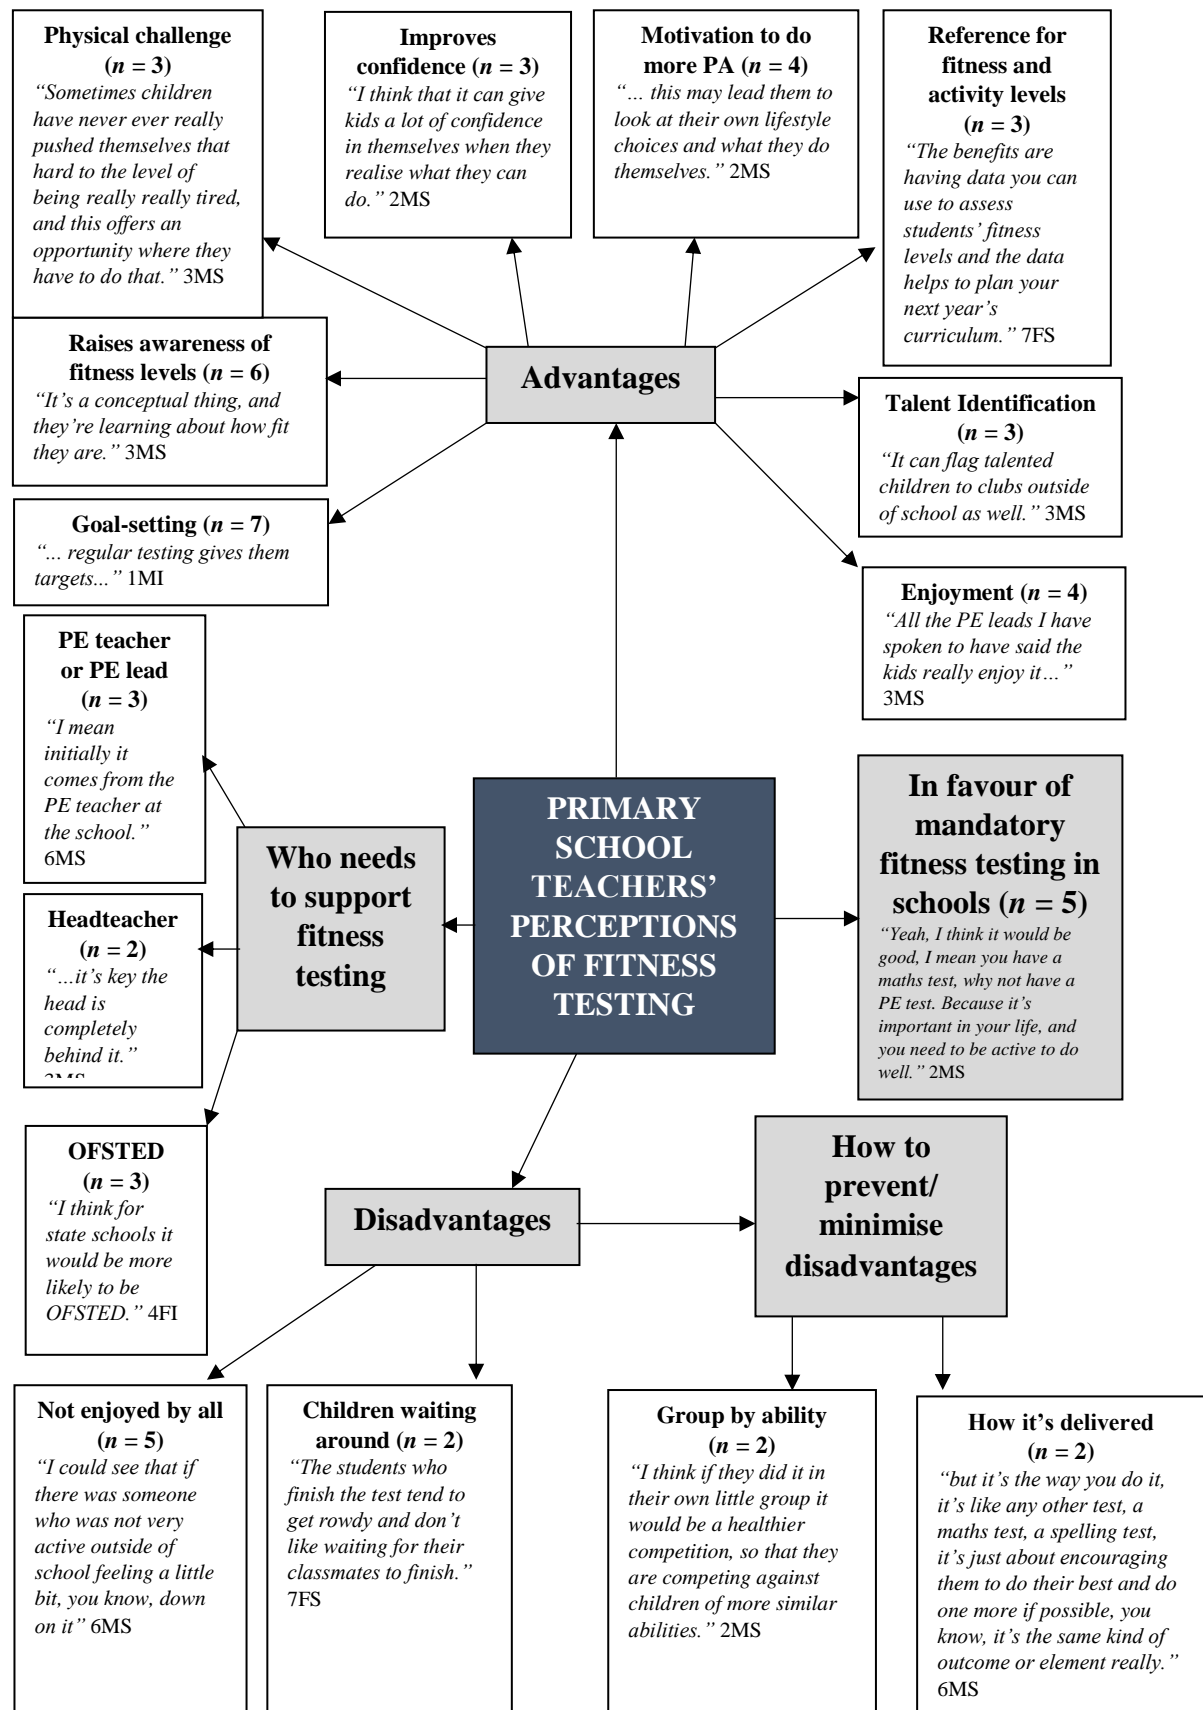 Physical challenge
(n = 3)
“Sometimes children
have never ever really
pushed themselves that
hard to the level of
being really really tired,
and this offers an
opportunity where they
have to do that.” 3MS
Improves
confidence (n = 3)
“I think that it can give
kids a lot of confidence
in themselves when they
realise what they can
do.” 2MS
Motivation to do
more PA (n = 4)
“… this may lead them to
look at their own lifestyle
choices and what they do
themselves.” 2MS
Reference for
fitness and
activity levels
(n = 3)
“The benefits are
having data you can
use to assess
students’ fitness
levels and the data
helps to plan your
next year’s
curriculum.” 7FS
Raises awareness of
fitness levels (n = 6)
“It’s a conceptual thing, and
they’re learning about how fit
they are.” 3MS
Advantages
Talent Identification
(n = 3)
“It can flag talented
children to clubs outside
of school as well.” 3MS
Goal-setting (n = 7)
“... regular testing gives them
targets...” 1MI
Enjoyment (n = 4)
“All the PE leads I have
spoken to have said the
kids really enjoy it…”
3MS
PE teacher
or PE lead
(n = 3)
“I mean
initially it
comes from the
PE teacher at
the school.”
6MS
Who needs
to support
fitness
testing
PRIMARY
SCHOOL
TEACHERS’
PERCEPTIONS
OF FITNESS
TESTING
In favour of
mandatory
fitness testing in
schools (n = 5)
“Yeah, I think it would be
good, I mean you have a
maths test, why not have a
PE test. Because it’s
important in your life, and
you need to be active to do
well.” 2MS
Headteacher
(n = 2)
“…it’s key the
head is
completely
behind it.”
OFSTED
(n = 3)
“I think for
state schools it
would be more
likely to be
OFSTED.” 4FI
Disadvantages
How to
prevent/
minimise
disadvantages
Not enjoyed by all
(n = 5)
“I could see that if
there was someone
who was not very
active outside of
school feeling a little
bit, you know, down
on it” 6MS
Children waiting
around (n = 2)
“The students who
finish the test tend to
get rowdy and don’t
like waiting for their
classmates to finish.”
7FS
Group by ability
(n = 2)
“I think if they did it in
their own little group it
would be a healthier
competition, so that they
are competing against
children of more similar
abilities.” 2MS
How it’s delivered
(n = 2)
“but it’s the way you do it,
it’s like any other test, a
maths test, a spelling test,
it’s just about encouraging
them to do their best and do
one more if possible, you
know, it’s the same kind of
outcome or element really.”
6MS